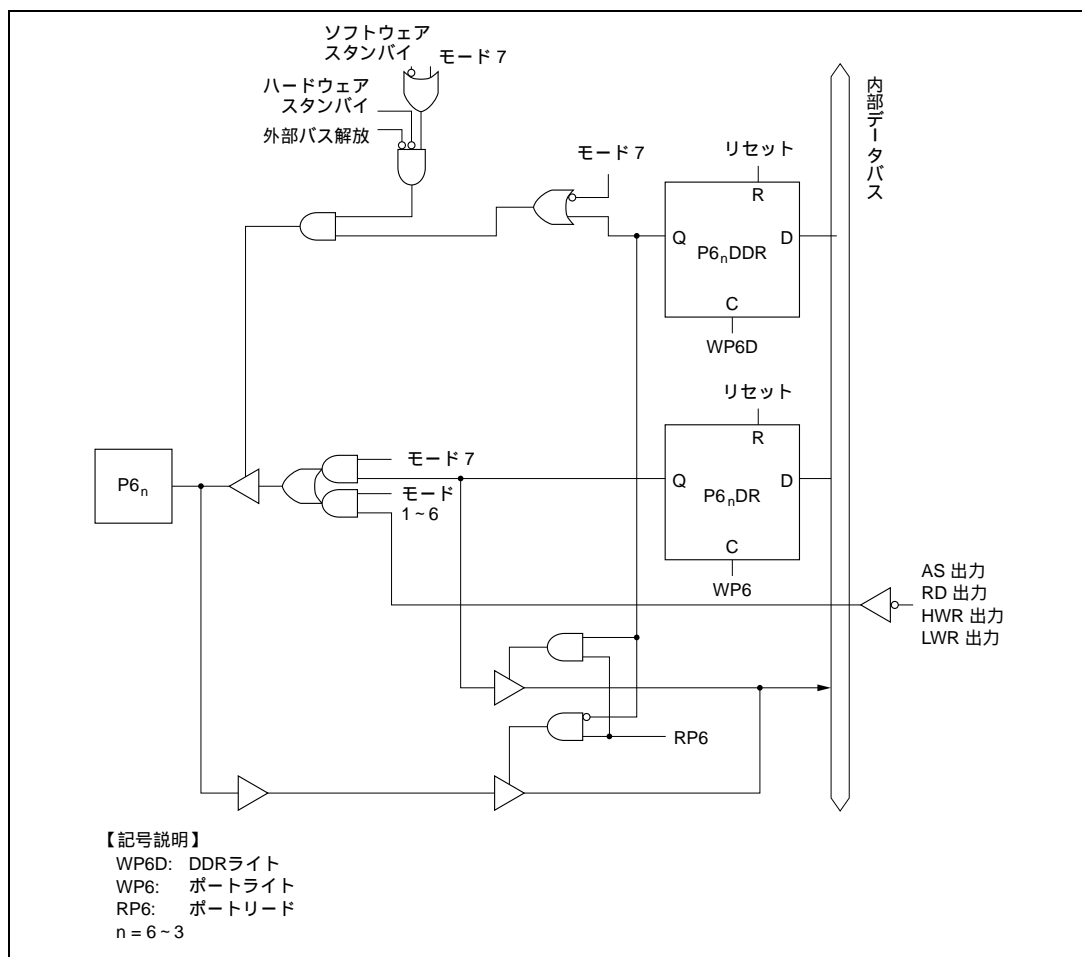 ソフトウェア
スタンバイ
モード 7
ハードウェア
スタンバイ
外部バス解放
モード 7
リセット
内部データバス
R
Q
D
P6nDDR
C
WP6D
リセット
R
モード 7
P6n
Q
D
P6nDR
モード
1~6
C
WP6
AS 出力
RD 出力
HWR 出力
LWR 出力
RP6
【記号説明】
WP6D: DDRライト
WP6: ポートライト
RP6: ポートリード
n = 6~3